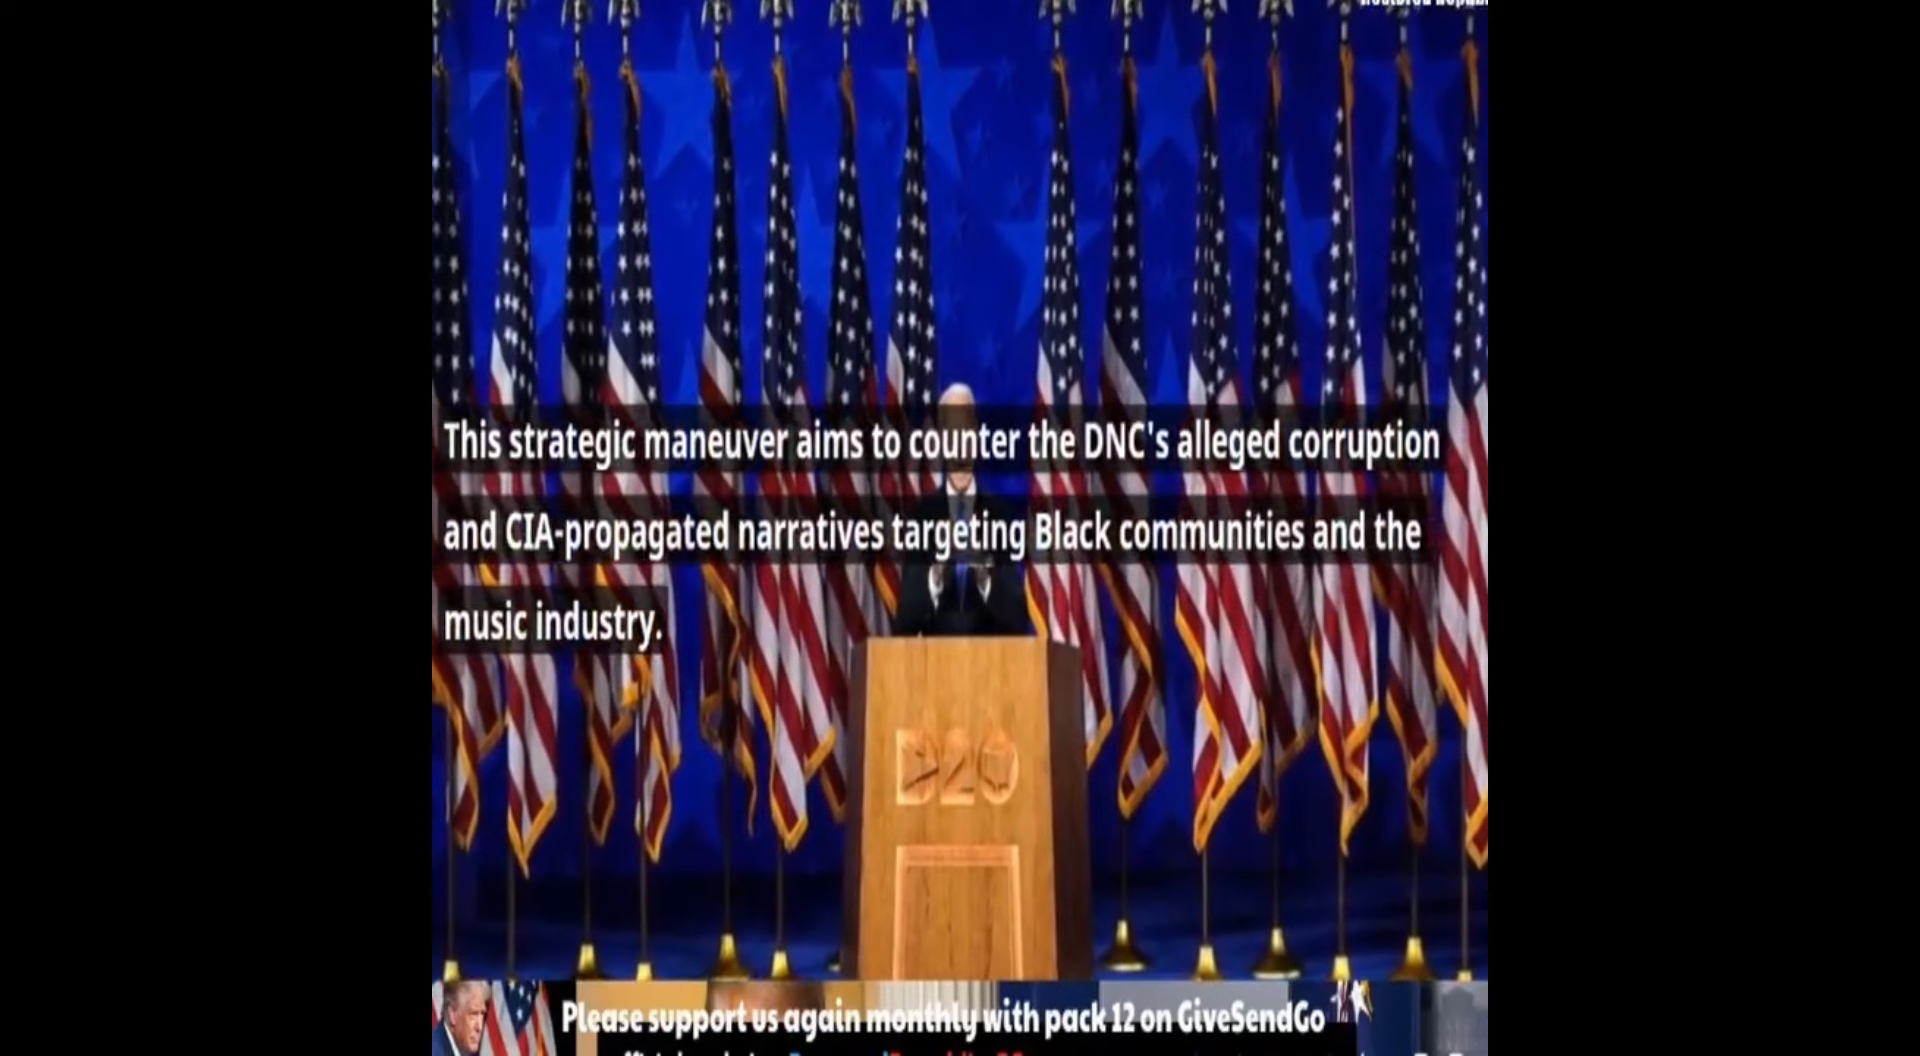 This strategic maneuver aims to counter the DNC's alleged corruption
and CIA-propagated narratives targeting Black communities and the
music industry.
D20
Please support us again monthly with pack 12 on GiveSendGo